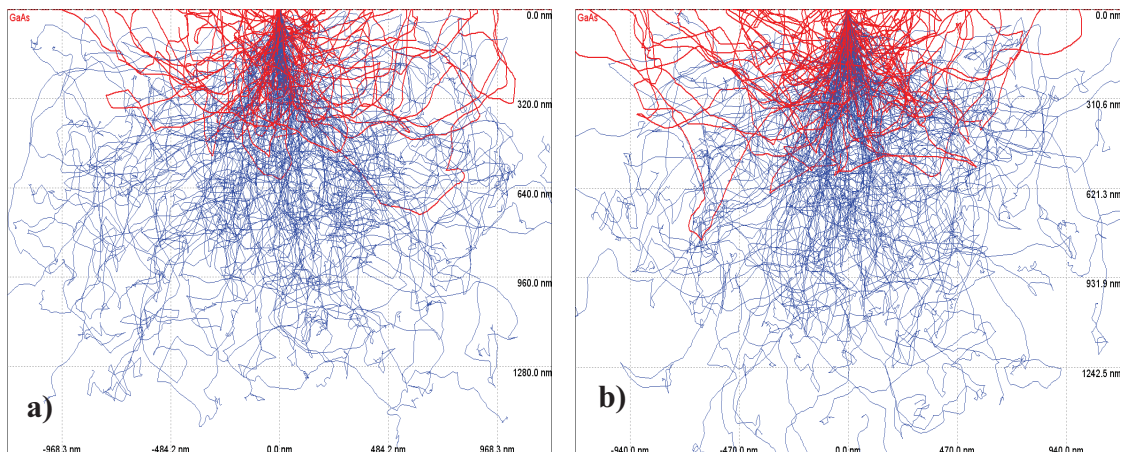 GaAs
0.0 nm
320.0 nm
640.0 nm
960.0 nm
1280.0 nm
a)
-968.3 nm
-484.2 nm
0.0 nm
484.2 nm
968.3 nm
GaAs
0.0 nm
310.6 nm
621.3 nm
931.9 nm
1242.5 nm
b)
-940.0 nm
-470.0 nm
0.0 nm
470.0 nm
940.0 nm